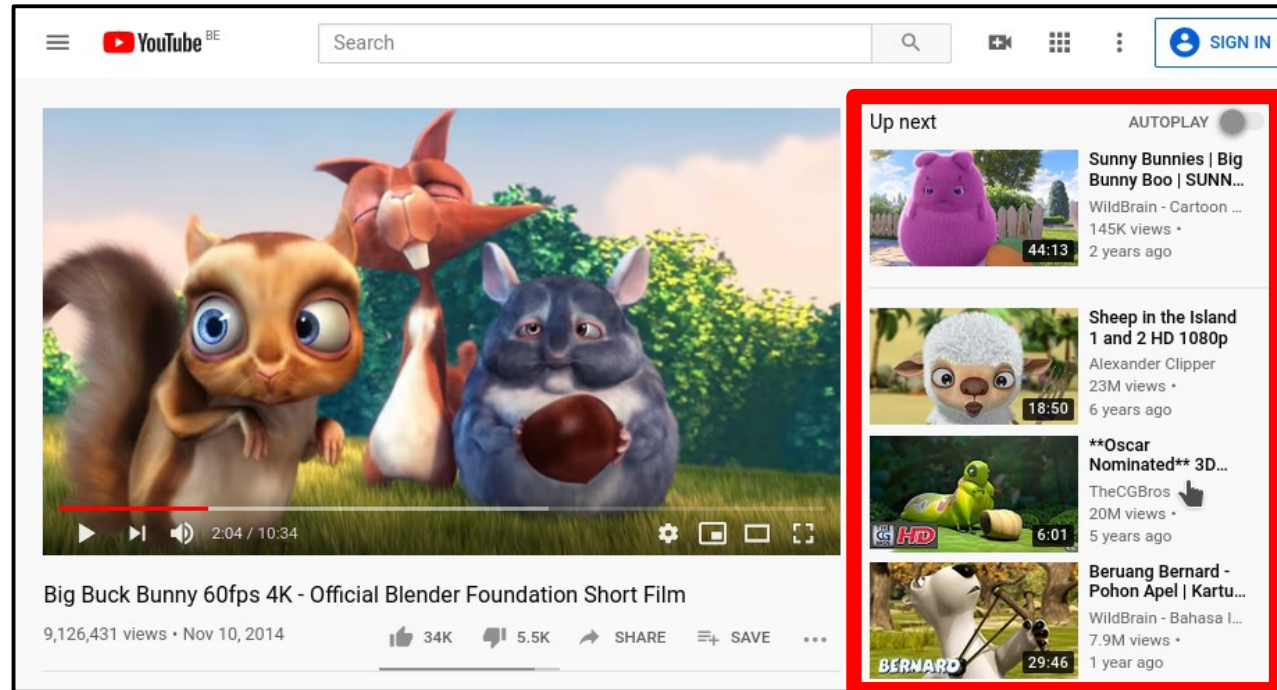 YouTube BE
Search
SIGN IN
Up next
AUTOPLAY
44:13
Sunny Bunnies | Big
Bunny Boo | SUNN...
WildBrain - Cartoon ...
145K views •
2 years ago
18:50
Sheep in the Island
1 and 2 HD 1080p
Alexander Clipper
23M views •
6 years ago
THE CG BROS
HD
6:01
**Oscar
Nominated** 3D...
TheCGBros
20M views •
5 years ago
BERNARD
29:46
Beruang Bernard -
Pohon Apel | Kartu...
WildBrain - Bahasa I...
7.9M views •
1 year ago
2:04 / 10:34
Big Buck Bunny 60fps 4K - Official Blender Foundation Short Film
9,126,431 views • Nov 10, 2014
34K
5.5K
SHARE
SAVE